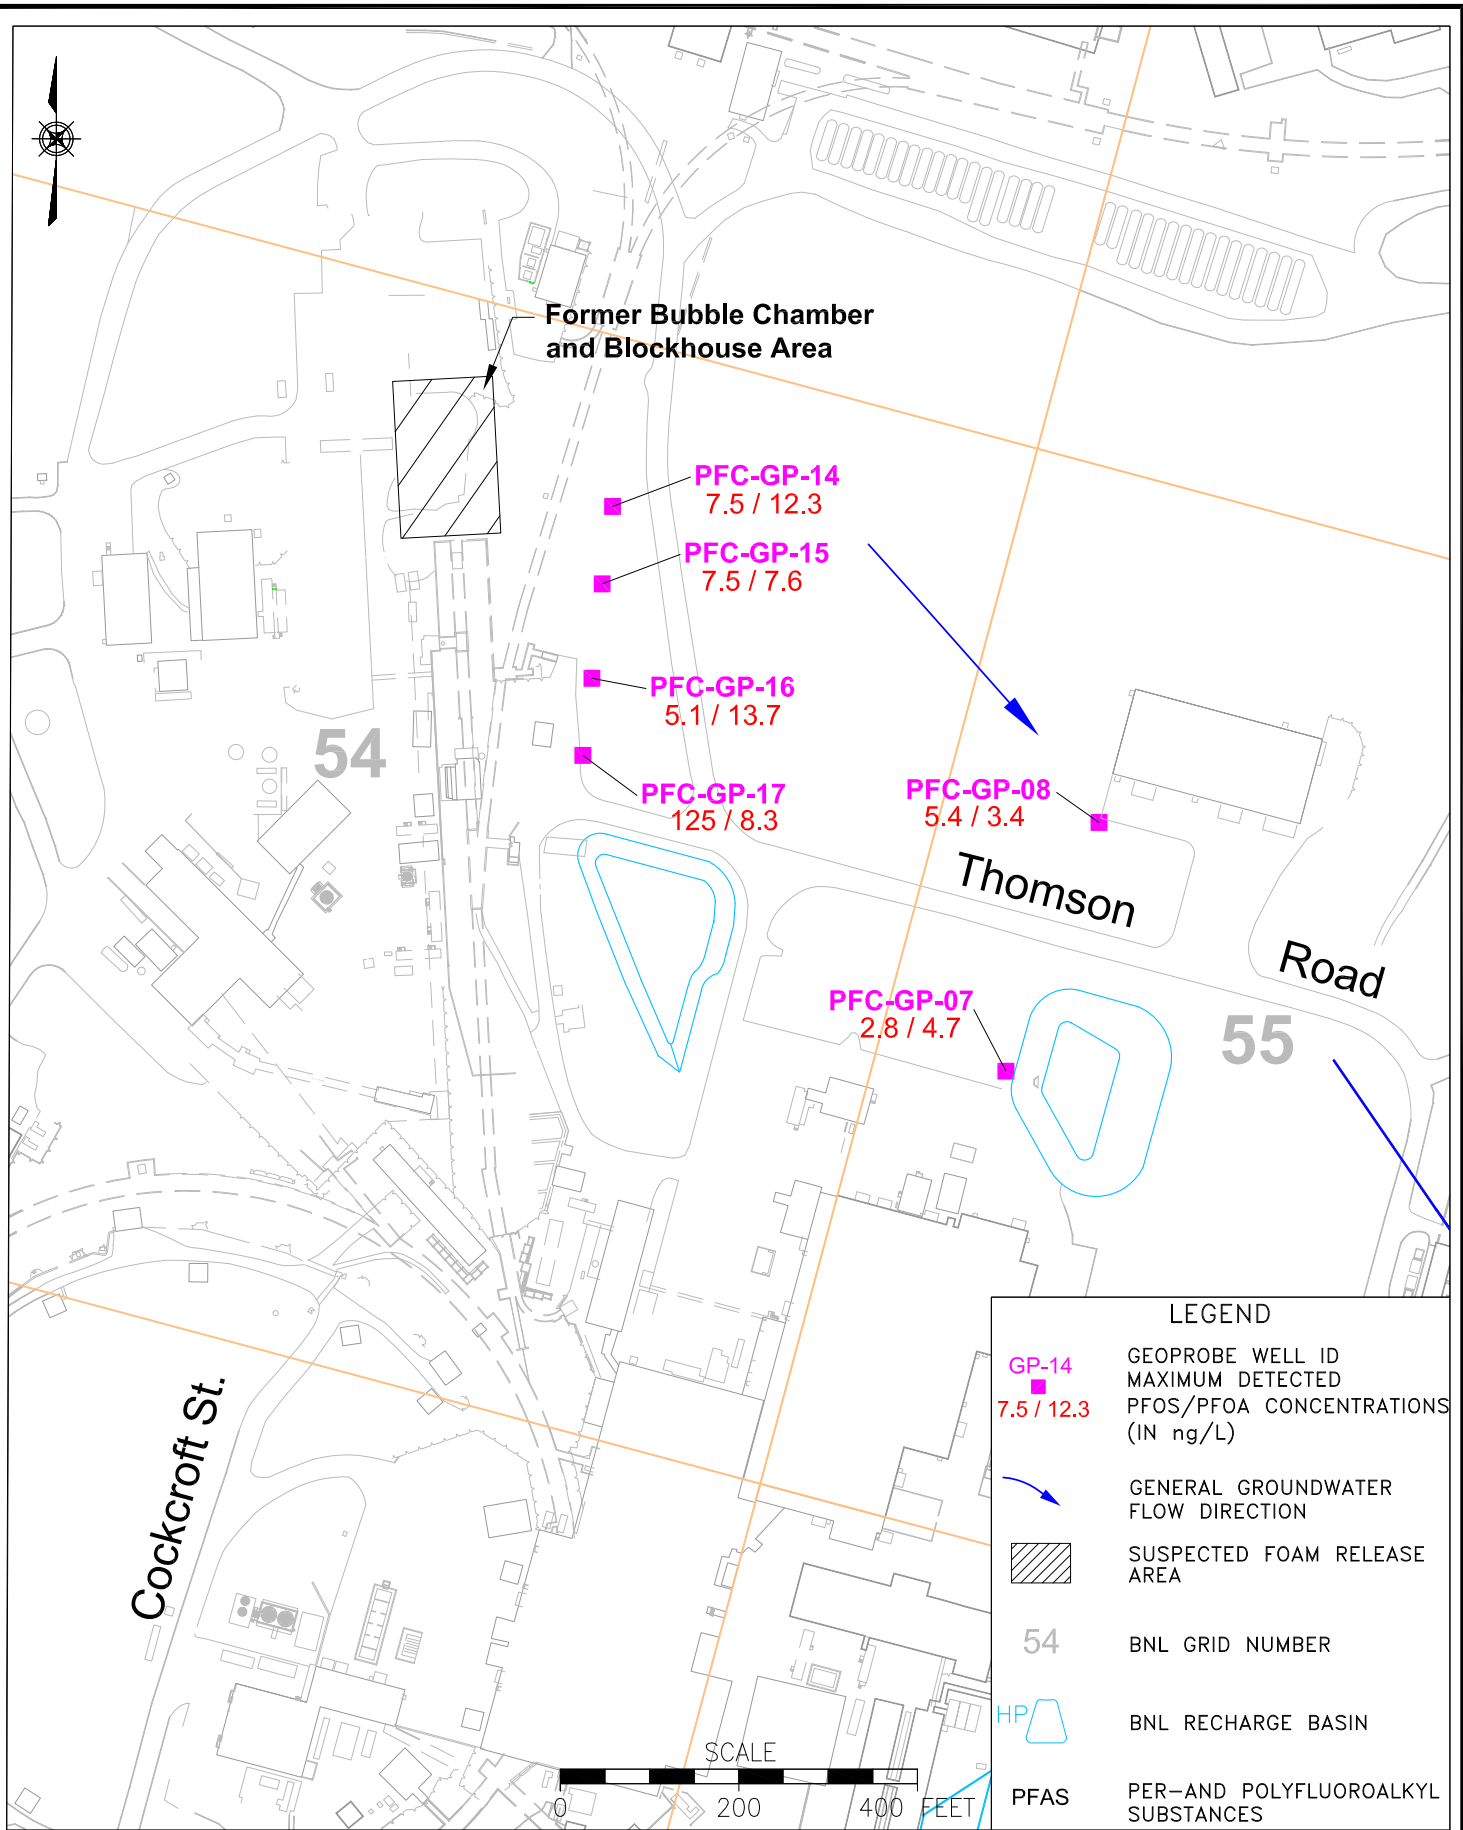 Former Bubble Chamber
and Blockhouse Area
PFC-GP-14
7.5 / 12.3
PFC-GP-15
7.5 / 7.6
PFC-GP-16
5.1 / 13.7
54
PFC-GP-17
125 / 8.3
PFC-GP-08
5.4 / 3.4
Thomson Road
PFC-GP-07
2.8 / 4.7
55
Cockcroft St.
LEGEND
GP-14
7.5 / 12.3
GEOPROBE WELL ID
MAXIMUM DETECTED
PFOS/PFOA CONCENTRATIONS
(IN ng/L)
GENERAL GROUNDWATER
FLOW DIRECTION
SUSPECTED FOAM RELEASE
AREA
54
BNL GRID NUMBER
HP
BNL RECHARGE BASIN
PFAS
PER-AND POLYFLUOROALKYL
SUBSTANCES
SCALE
0 200 400 FEET